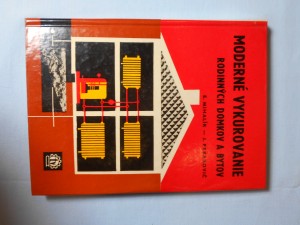 MODERNÉ VYKUROVANIE
RODINNÝCH DOMKOV A BYTOV